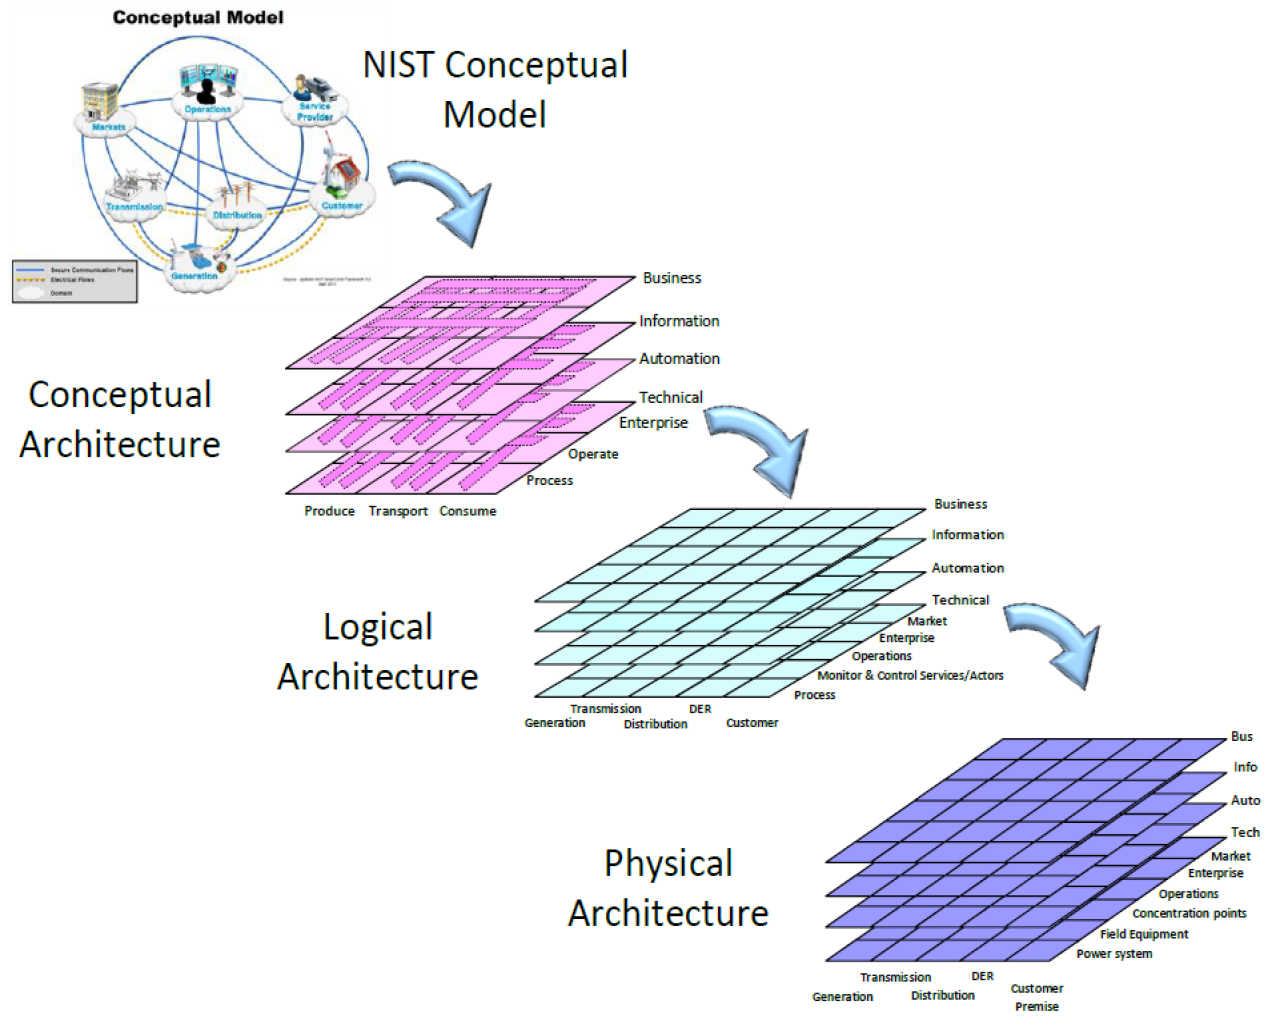 Conceptual Model
NIST Conceptual
Model
Markets
Operations
Service
Provider
Transmission
Distribution
Customer
Generation
Secure Communication Flows
Electrical Flows
Domain
Conceptual
Architecture
Business
Information
Automation
Technical
Enterprise
Operate
Process
Produce Transport Consume
Logical
Architecture
Business
Information
Automation
Technical
Market
Enterprise
Operations
Monitor & Control Services/Actors
Process
Transmission DER
Generation Distribution Customer
Physical
Architecture
Bus
Info
Auto
Tech
Market
Enterprise
Operations
Concentration points
Field Equipment
Power system
Transmission DER
Generation Distribution Customer
Premise